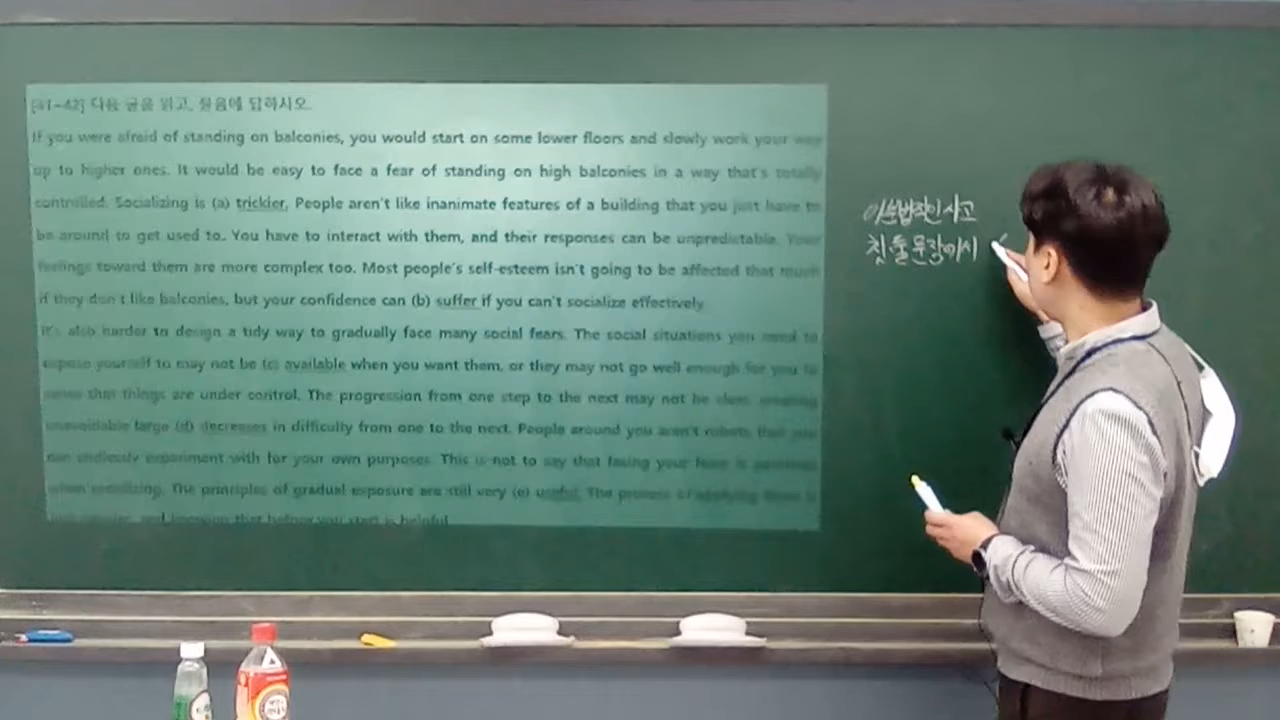 [41~42] 다음 글을 읽고, 물음에 답하시오.
If you were afraid of standing on balconies, you would start on some lower floors and slowly work your way
up to higher ones. It would be easy to face a fear of standing on high balconies in a way that's totally
controlled. Socializing is (a) trickier. People aren't like inanimate features of a building that you just have to
be around to get used to. You have to interact with them, and their responses can be unpredictable. Your
feelings toward them are more complex too. Most people's self-esteem isn't going to be affected that much
if they don't like balconies, but your confidence can (b) suffer if you can't socialize effectively.
It's also harder to design a tidy way to gradually face many social fears. The social situations you need to
expose yourself to may not be (c) available when you want them, or they may not go well enough for you to
sense that things are under control. The progression from one step to the next may not be clear, creating
unavoidable large (d) decreases in difficulty from one to the next. People around you aren't robots that you
can endlessly experiment with for your own purposes. This is not to say that facing your fears is pointless
when socializing. The principles of gradual exposure are still very (e) useful. The process of applying them is
and knowing that before you start is helpful.
사고
첫 줄 문장